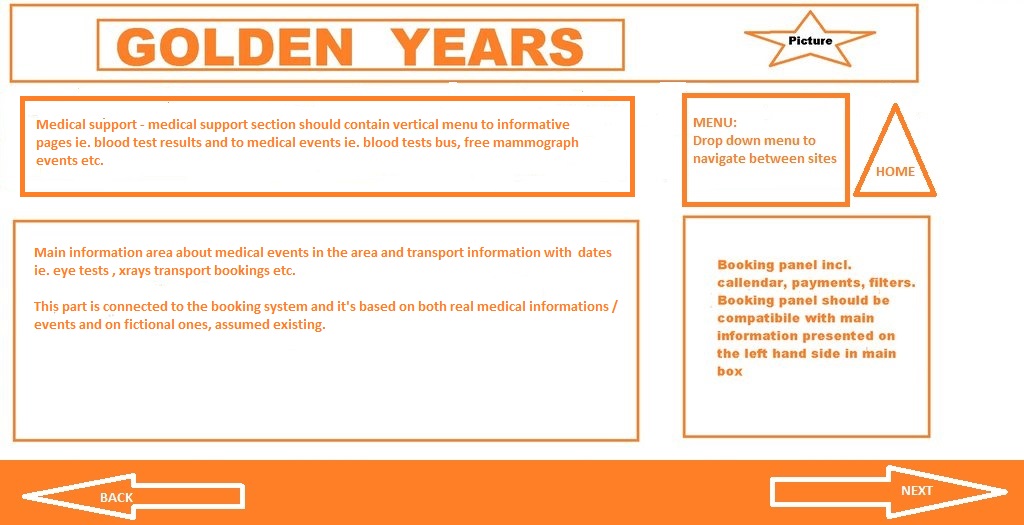 GOLDEN YEARS
Picture
Medical support - medical support section should contain vertical menu to informative
pages ie. blood test results and to medical events ie. blood tests bus, free mammograph
events etc.
MENU:
Drop down menu to
navigate between sites
HOME
Main information area about medical events in the area and transport information with dates
ie. eye tests , xrays transport bookings etc.
This part is connected to the booking system and it's based on both real medical informations /
events and on fictional ones, assumed existing.
Booking panel incl.
callendar, payments, filters.
Booking panel should be
compatibile with main
information presented on
the left hand side in main
box
BACK
NEXT